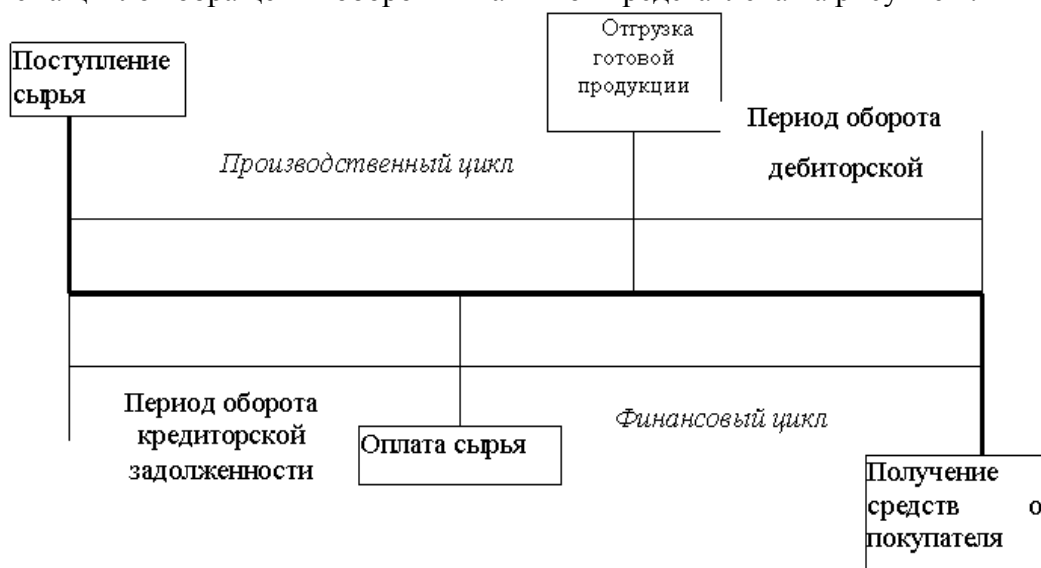 Отгрузка
готовой
продукции
Поступление
сырья
Период оборота
дебиторской
Производственный цикл
Период оборота
кредиторской
задолженности
Оплата сырья
Финансовый цикл
Получение
средств о
покупателя